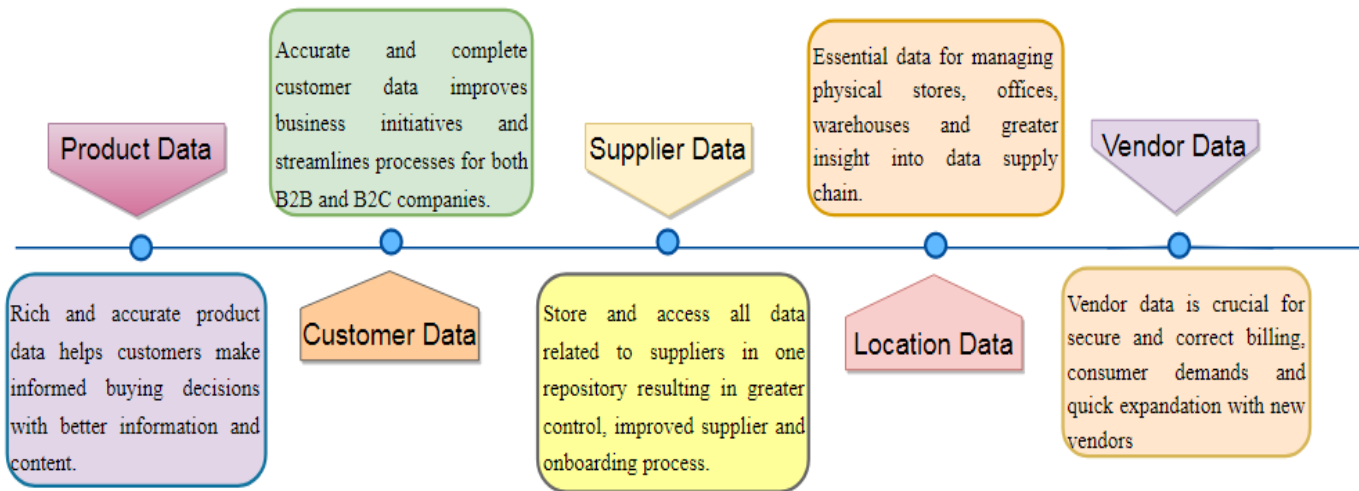 Product Data
Rich and accurate product
data helps customers make
informed buying decisions
with better information and
content.
Accurate and complete
customer data improves
business initiatives and
streamlines processes for both
B2B and B2C companies.
Customer Data
Supplier Data
Store and access all data
related to suppliers in one
repository resulting in greater
control, improved supplier and
onboarding process.
Essential data for managing
physical stores, offices,
warehouses and greater
insight into data supply
chain.
Location Data
Vendor Data
Vendor data is crucial for
secure and correct billing,
consumer demands and
quick expandation with new
vendors